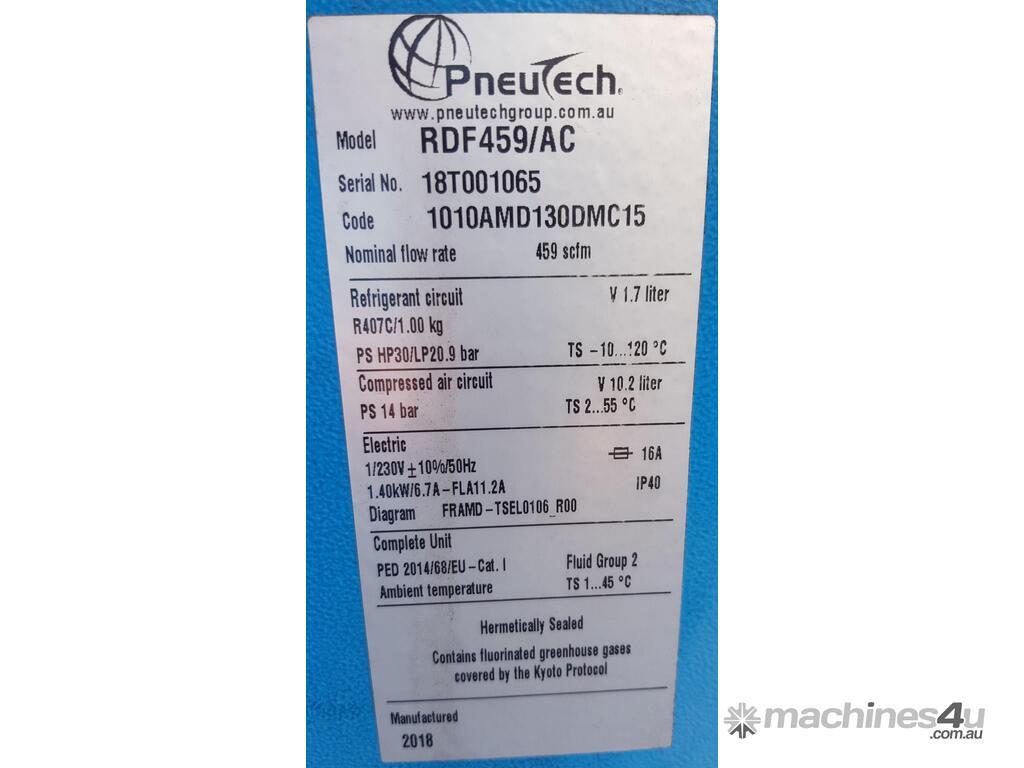 PneuTech
www.pneutechgroup.com.au
Model RDF459/AC
Serial No. 18T001065
Code 1010AMD130DMC15
Nominal flow rate 459 scfm
Refrigerant circuit V 1.7 liter
R407C/1.00 kg
PS HP30/LP20.9 bar TS -10...120 °C
Compressed air circuit V 10.2 liter
PS 14 bar TS 2...55 °C
Electric 16A
1/230V ±10%/50Hz
1.40kW/6.7A-FLA11.2A IP40
Diagram FRAMD-TSEL0106_R00
Complete Unit
PED 2014/68/EU-Cat. I Fluid Group 2
Ambient temperature TS 1...45 °C
Hermetically Sealed
Contains fluorinated greenhouse gases
covered by the Kyoto Protocol
Manufactured
2018
machines4u
.com.au